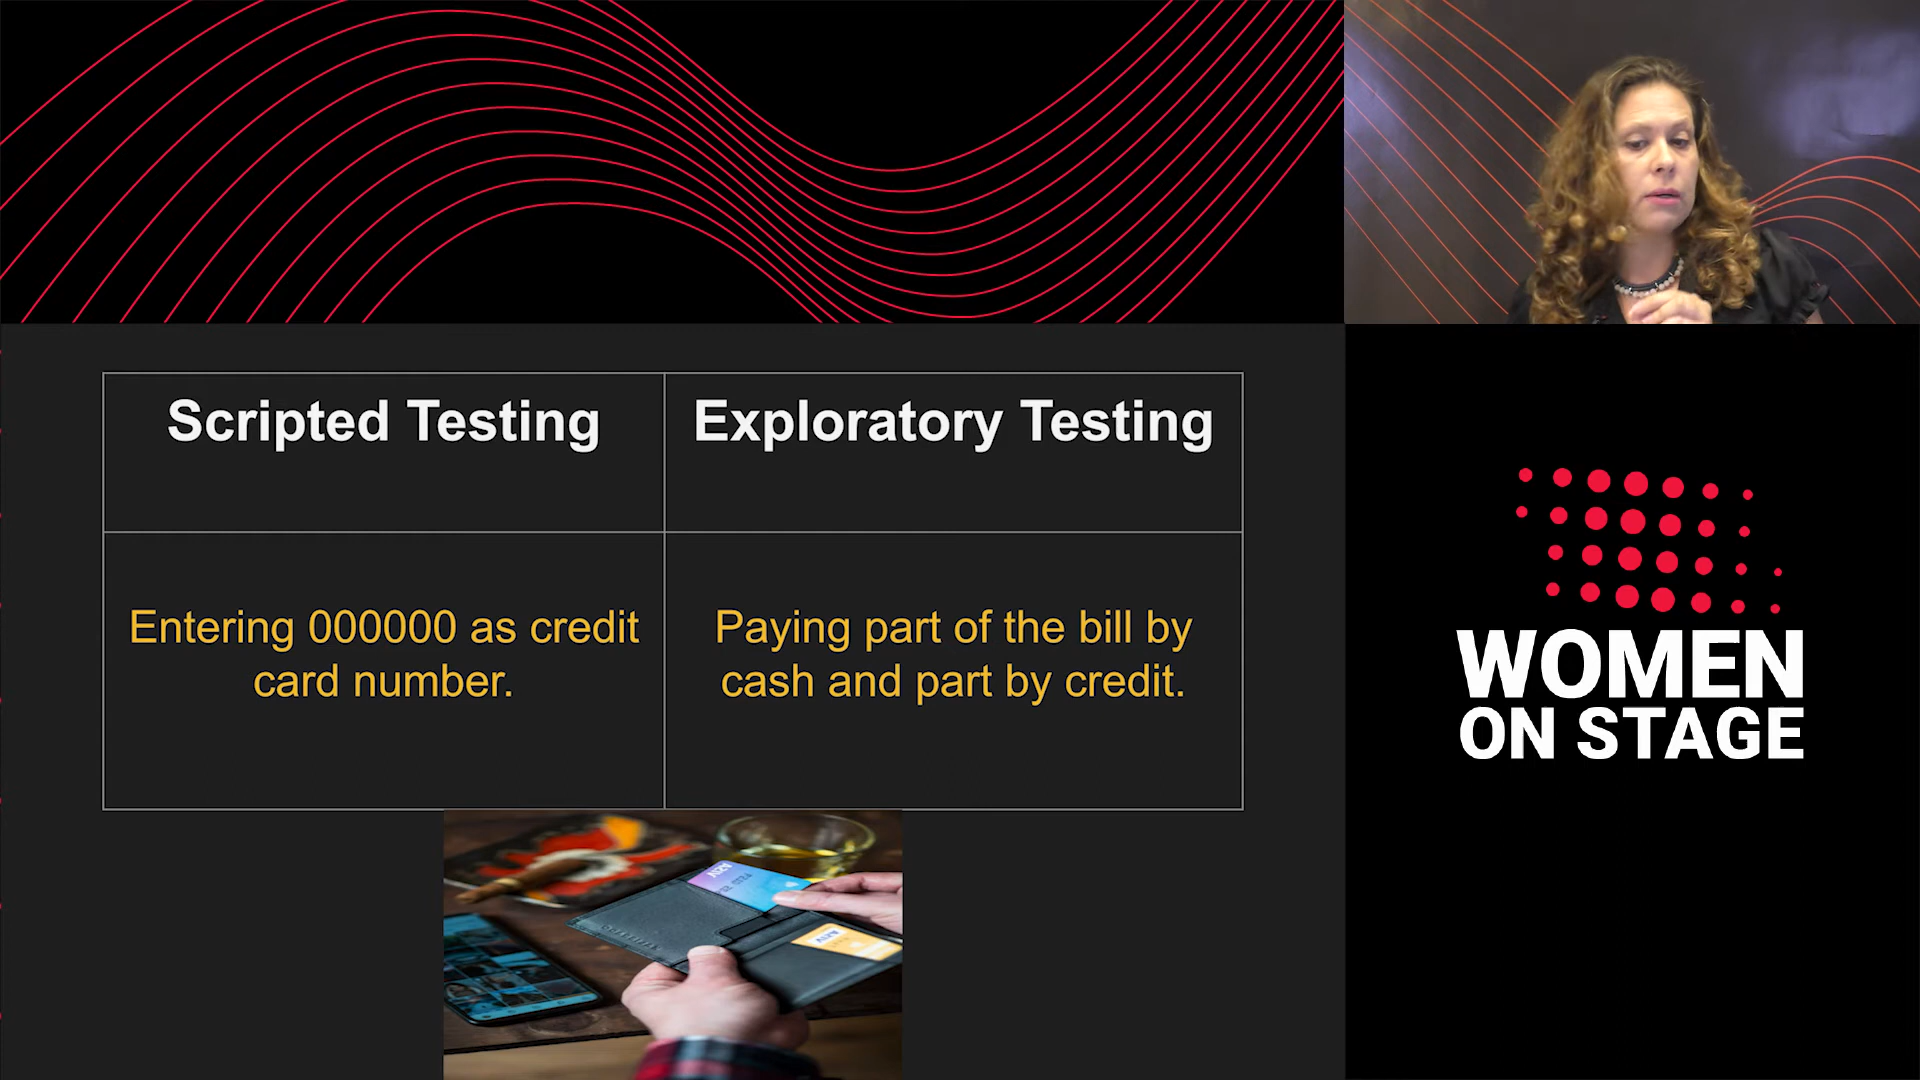 Scripted Testing
Exploratory Testing
Entering 000000 as credit
card number.
Paying part of the bill by
cash and part by credit.
WOMEN
ON STAGE